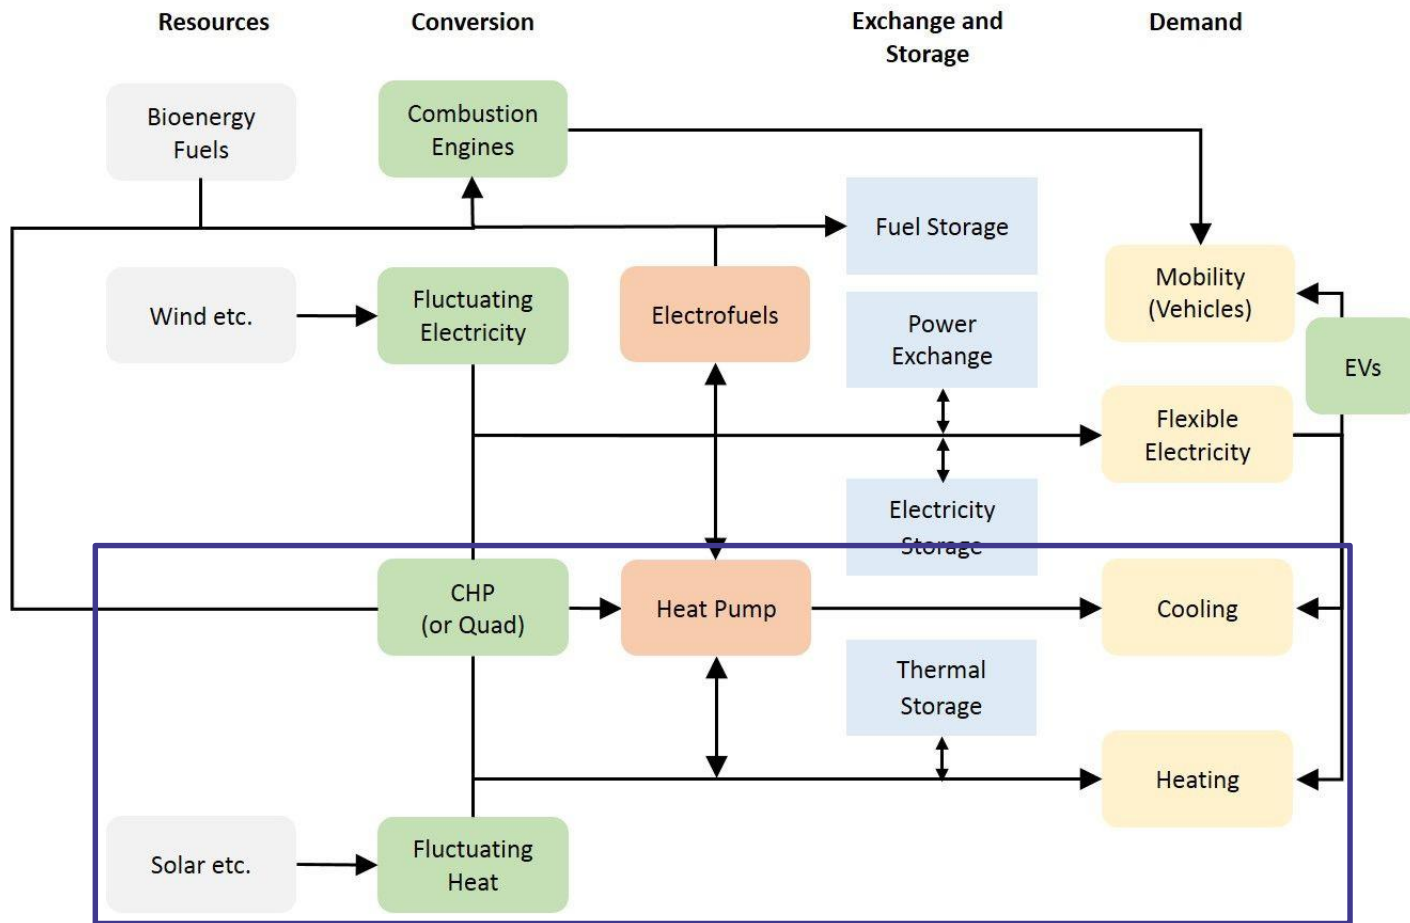 Resources
Conversion
Exchange and
Storage
Demand
Bioenergy
Fuels
Combustion
Engines
Fuel Storage
Mobility
(Vehicles)
Wind etc.
Fluctuating
Electricity
Electrofuels
Power
Exchange
EVs
Flexible
Electricity
Electricity
Storage
CHP
(or Quad)
Heat Pump
Cooling
Thermal
Storage
Heating
Solar etc.
Fluctuating
Heat